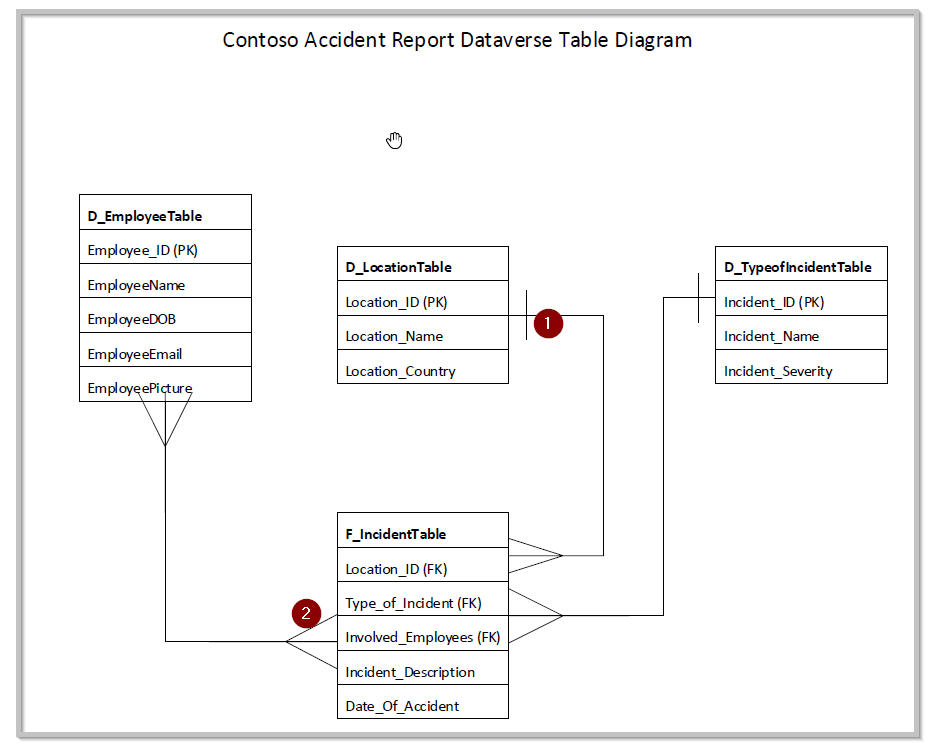 Contoso Accident Report Dataverse Table Diagram
D_EmployeeTable
Employee_ID (PK)
EmployeeName
EmployeeDOB
EmployeeEmail
EmployeePicture
D_LocationTable
Location_ID (PK)
Location_Name
Location_Country
1
D_TypeofIncidentTable
Incident_ID (PK)
Incident_Name
Incident_Severity
2
F_IncidentTable
Location_ID (FK)
Type_of_Incident (FK)
Involved_Employees (FK)
Incident_Description
Date_Of_Accident